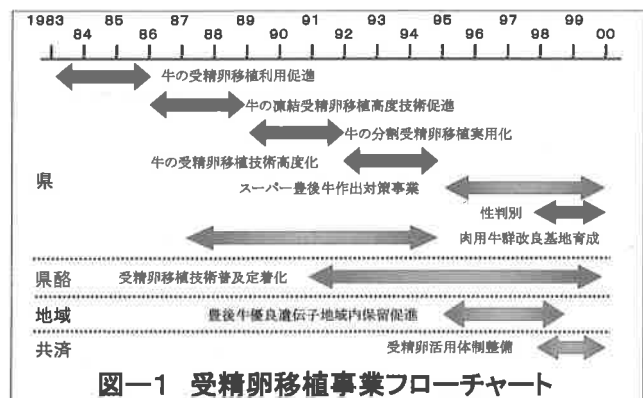 1983 85 87 89 91 93 95 97 99
84 86 88 90 92 94 96 98 00
牛の受精卵移植利用促進
牛の凍結受精卵移植高度技術促進
牛の分割受精卵移植実用化
牛の受精卵移植技術高度化
スーパー豊後牛作出対策事業
県
性判別
肉用牛群改良基地育成
県酪 受精卵移植技術普及定着化
地域 豊後牛優良遺伝子地域内保留促進
共済 受精卵活用体制整備
図－1 受精卵移植事業フローチャート